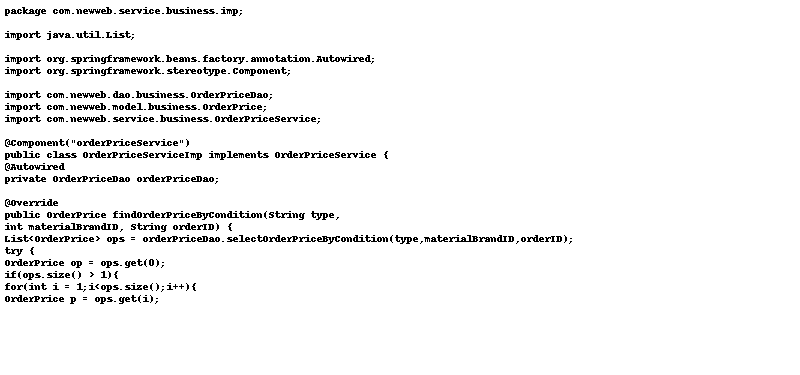 package com.newweb.service.business.imp;
import java.util.List;
import org.springframework.beans.factory.annotation.Autowired;
import org.springframework.stereotype.Component;
import com.newweb.dao.business.OrderPriceDao;
import com.newweb.model.business.OrderPrice;
import com.newweb.service.business.OrderPriceService;
@Component("orderPriceService")
public class OrderPriceServiceImp implements OrderPriceService {
@Autowired
private OrderPriceDao orderPriceDao;
@Override
public OrderPrice findOrderPriceByCondition(String type,
int materialBrandID, String orderID) {
List<OrderPrice> ops = orderPriceDao.selectOrderPriceByCondition(type,materialBrandID,orderID);
try {
OrderPrice op = ops.get(0);
if(ops.size() > 1){
for(int i = 1;i<ops.size();i++){
OrderPrice p = ops.get(i);